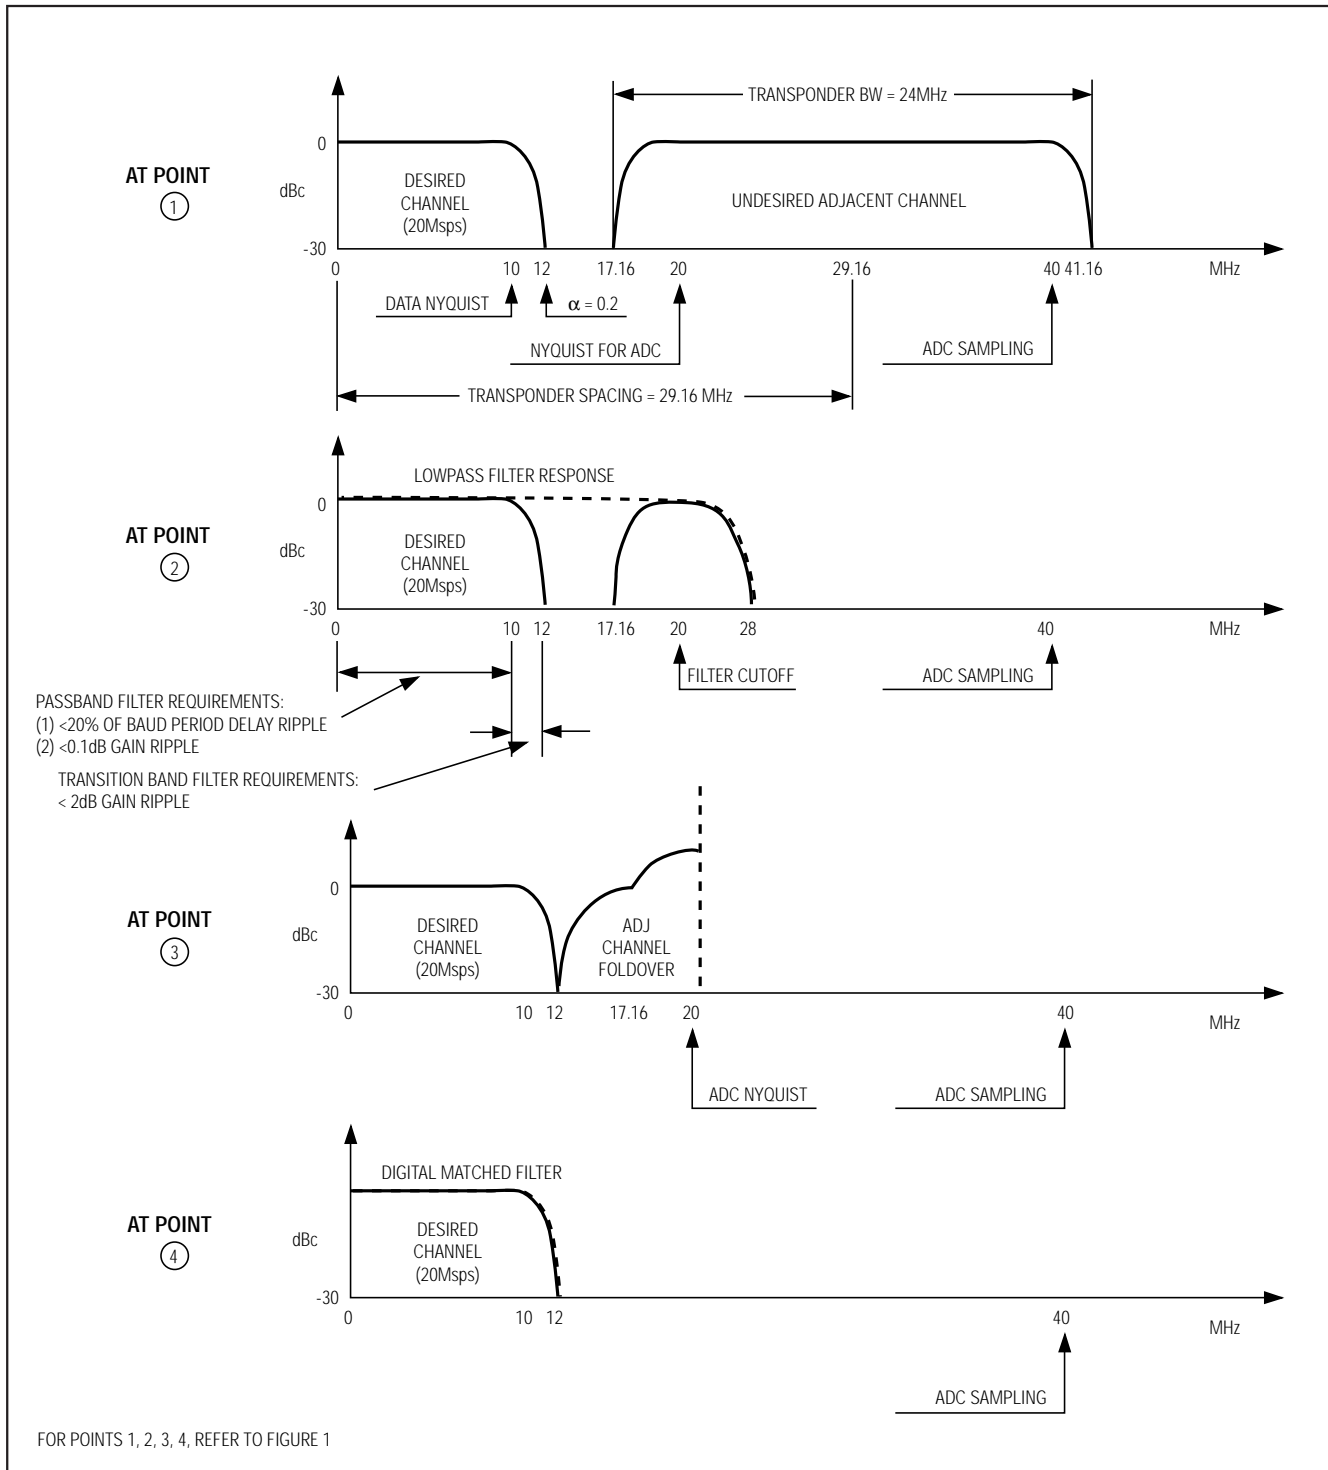 TRANSPONDER BW = 24MHz
0
AT POINT
1
dBc
DESIRED
CHANNEL
(20Msps)
UNDESIRED ADJACENT CHANNEL
-30
0 10 12 17.16 20 29.16 40 41.16 MHz
DATA NYQUIST
α = 0.2
NYQUIST FOR ADC
ADC SAMPLING
TRANSPONDER SPACING = 29.16 MHz
LOWPASS FILTER RESPONSE
0
AT POINT
2
dBc
DESIRED
CHANNEL
(20Msps)
-30
0 10 12 17.16 20 28 40 MHz
FILTER CUTOFF
ADC SAMPLING
PASSBAND FILTER REQUIREMENTS:
(1) <20% OF BAUD PERIOD DELAY RIPPLE
(2) <0.1dB GAIN RIPPLE
TRANSITION BAND FILTER REQUIREMENTS:
< 2dB GAIN RIPPLE
0
AT POINT
3
dBc
DESIRED
CHANNEL
(20Msps)
ADJ
CHANNEL
FOLDOVER
-30
0 10 12 17.16 20 40 MHz
ADC NYQUIST
ADC SAMPLING
DIGITAL MATCHED FILTER
AT POINT
4
dBc
DESIRED
CHANNEL
(20Msps)
-30
0 10 12 40 MHz
ADC SAMPLING
FOR POINTS 1, 2, 3, 4, REFER TO FIGURE 1